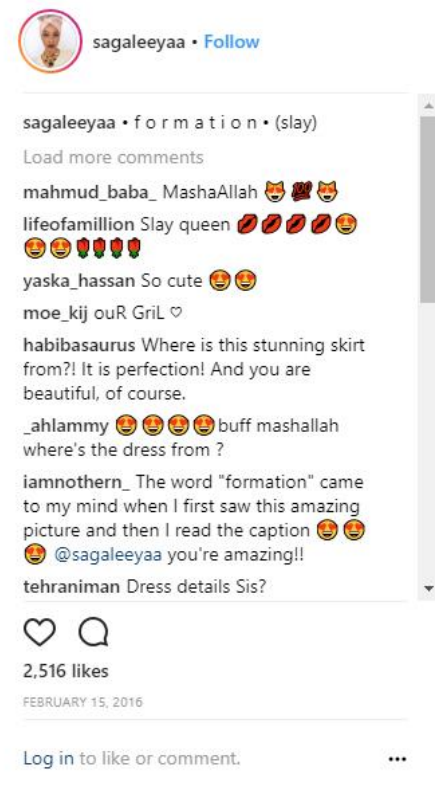 sagaleeyaa • Follow
sagaleeyaa • f o r m a t i o n • (slay)
Load more comments
mahmud_baba_ MashaAllah 😻 💯 😻
lifeofamillion Slay queen 💋💋💋💋😍
😍😍🌹🌹🌹🌹
yaska_hassan So cute 😍😍
moe_kij ouR GriL ♡
habibasaurus Where is this stunning skirt
from?! It is perfection! And you are
beautiful, of course.
_ahlammy 😍😍😍😍buff mashallah
where's the dress from ?
iamnothern_ The word "formation" came
to my mind when I first saw this amazing
picture and then I read the caption 😍😍
😍 @sagaleeyaa you're amazing!!
tehraniman Dress details Sis?
2,516 likes
FEBRUARY 15, 2016
Log in to like or comment.